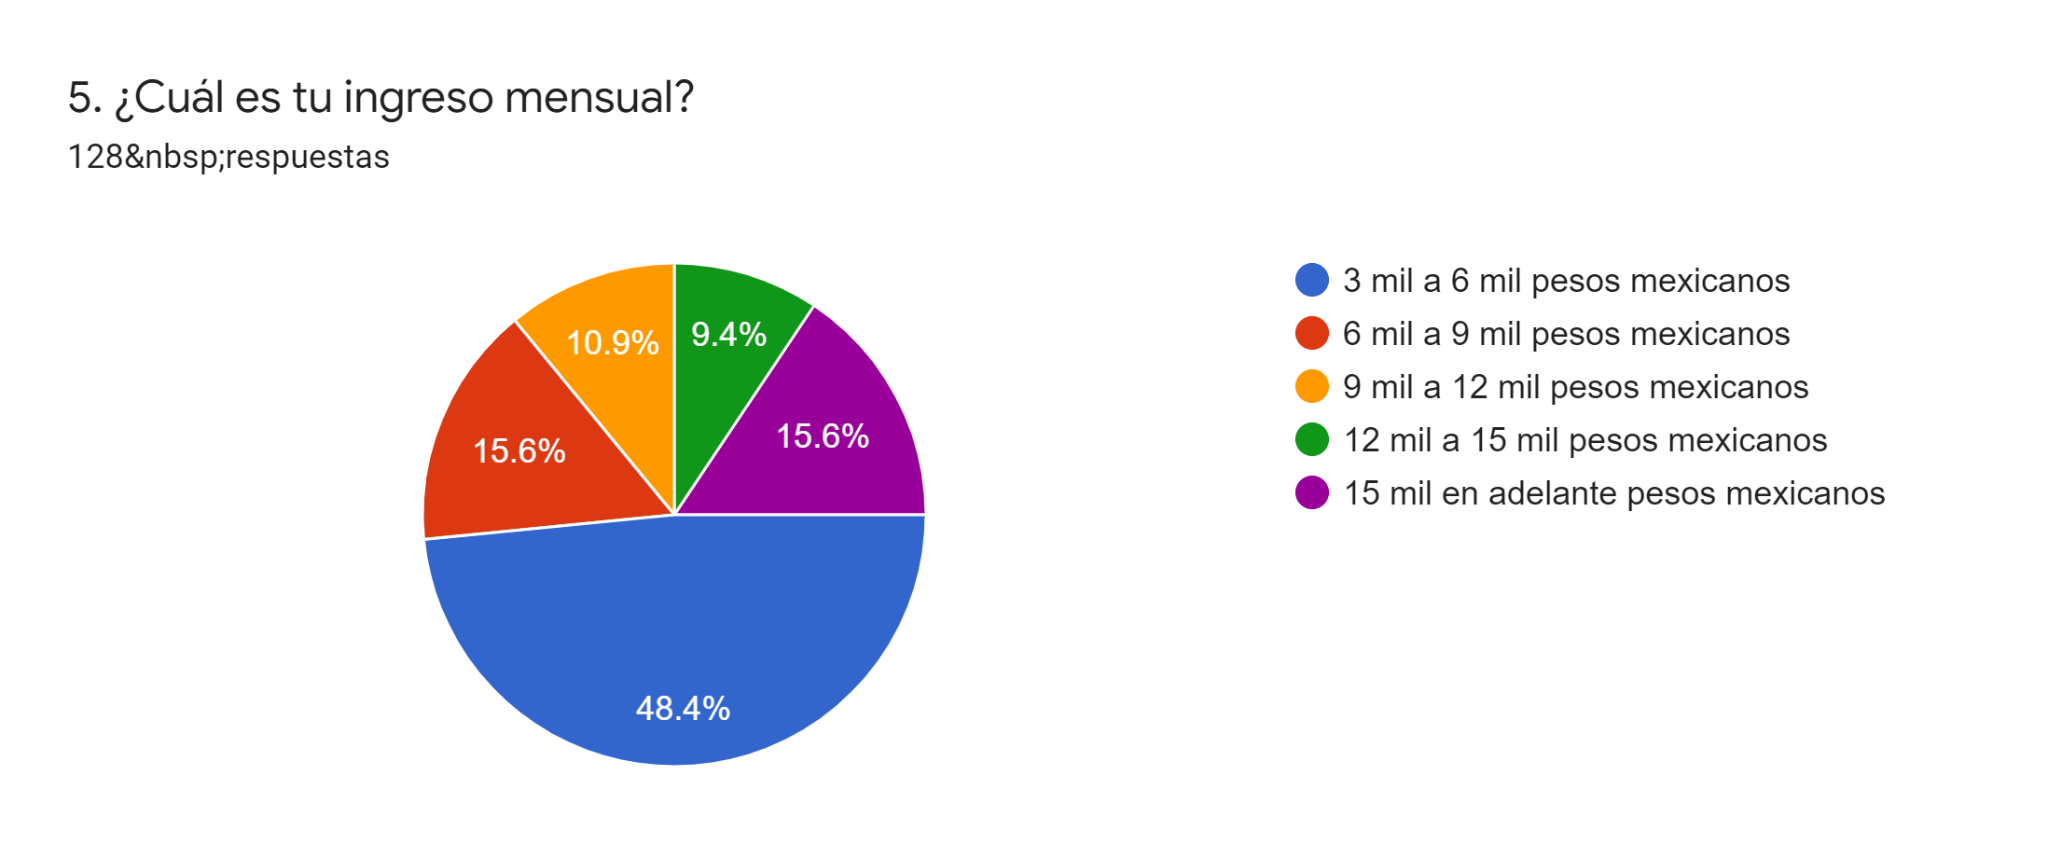 5. ¿Cuál es tu ingreso mensual?
128&nbsp;respuestas
10.9%
9.4%
15.6%
15.6%
48.4%
3 mil a 6 mil pesos mexicanos
6 mil a 9 mil pesos mexicanos
9 mil a 12 mil pesos mexicanos
12 mil a 15 mil pesos mexicanos
15 mil en adelante pesos mexicanos